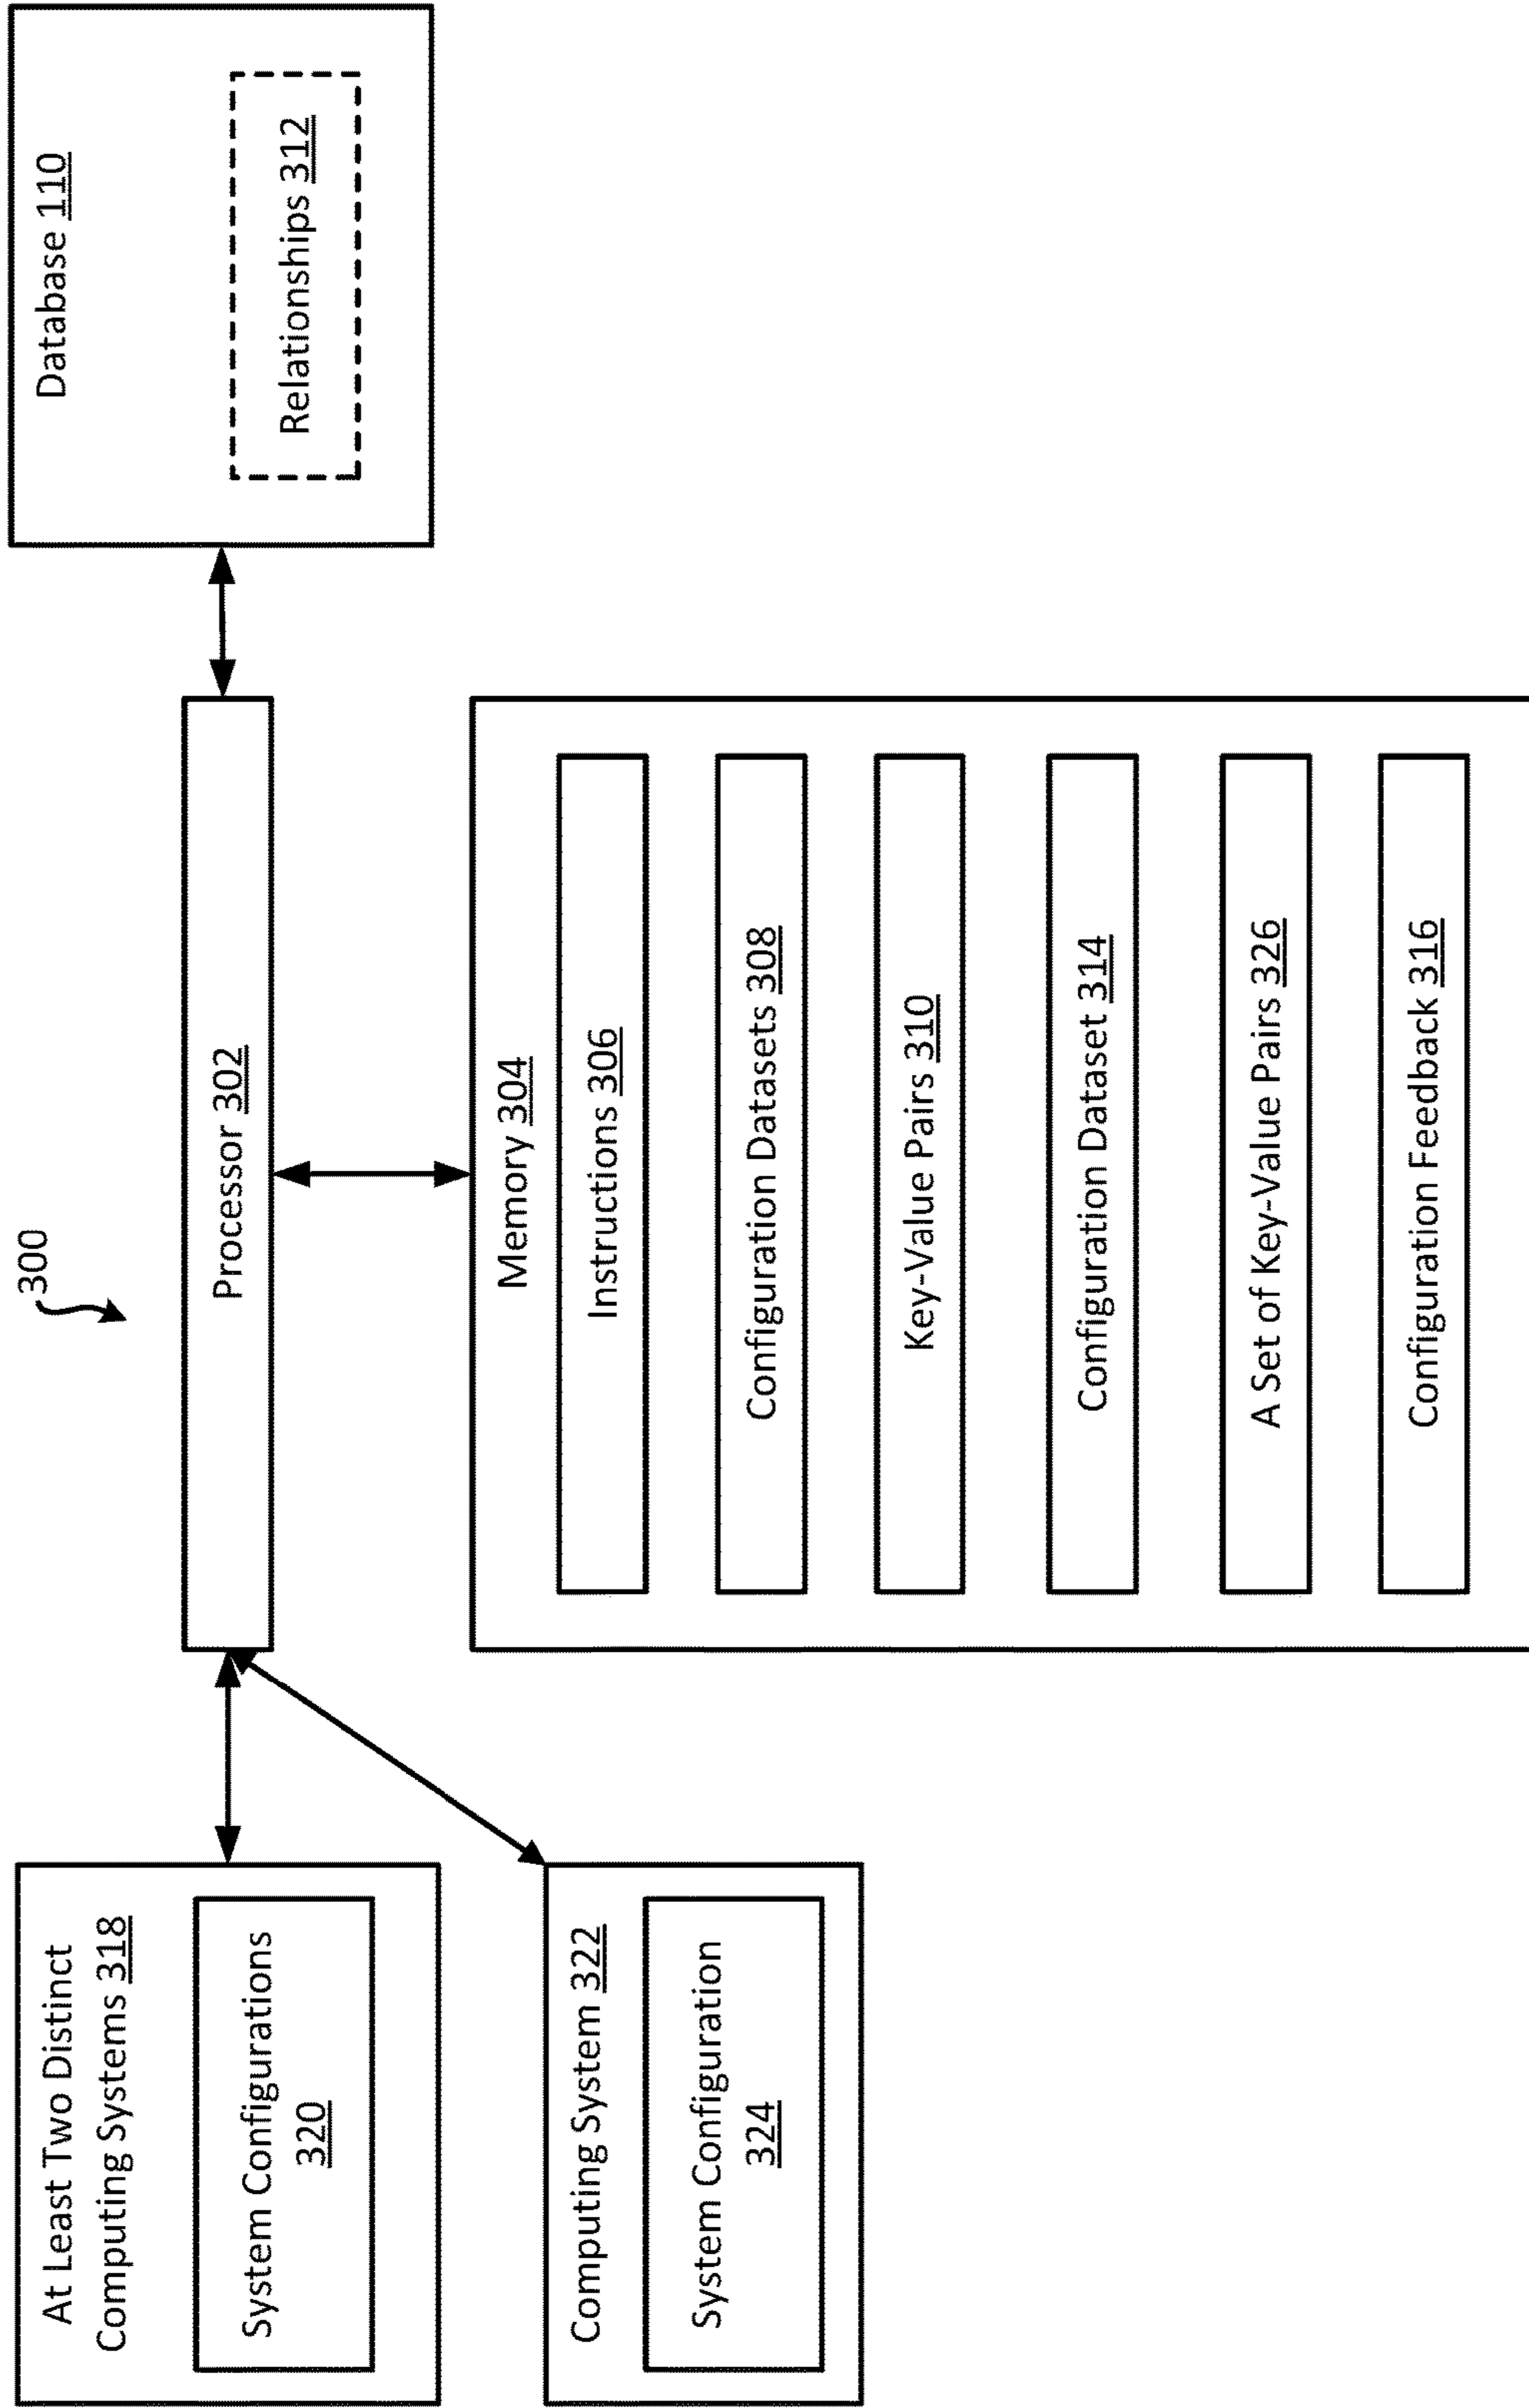 300
At Least Two Distinct
Computing Systems 318
System Configurations
320
Computing System 322
System Configuration
324
Processor 302
Memory 304
Instructions 306
Configuration Datasets 308
Key-Value Pairs 310
Configuration Dataset 314
A Set of Key-Value Pairs 326
Configuration Feedback 316
Database 110
Relationships 312